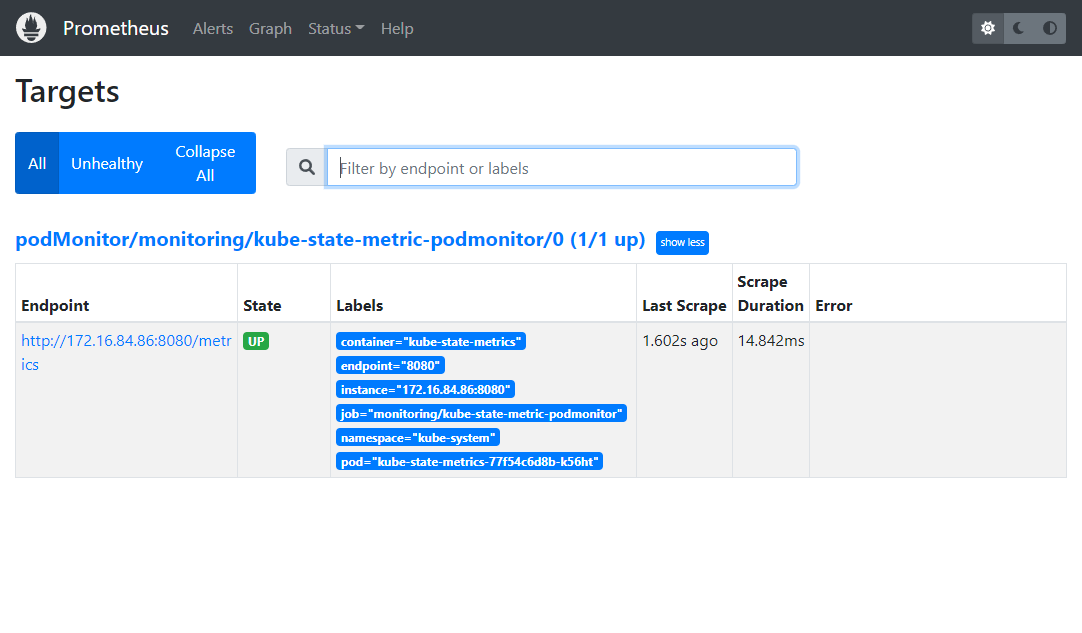 Prometheus Alerts Graph Status Help
Targets
All Unhealthy Collapse All
Filter by endpoint or labels
podMonitor/monitoring/kube-state-metric-podmonitor/0 (1/1 up) show less
Endpoint State Labels Last Scrape Scrape Duration Error
http://172.16.84.86:8080/metr
ics
UP
container="kube-state-metrics"
endpoint="8080"
instance="172.16.84.86:8080"
job="monitoring/kube-state-metric-podmonitor"
namespace="kube-system"
pod="kube-state-metrics-77f54c6d8b-k56ht"
1.602s ago
14.842ms